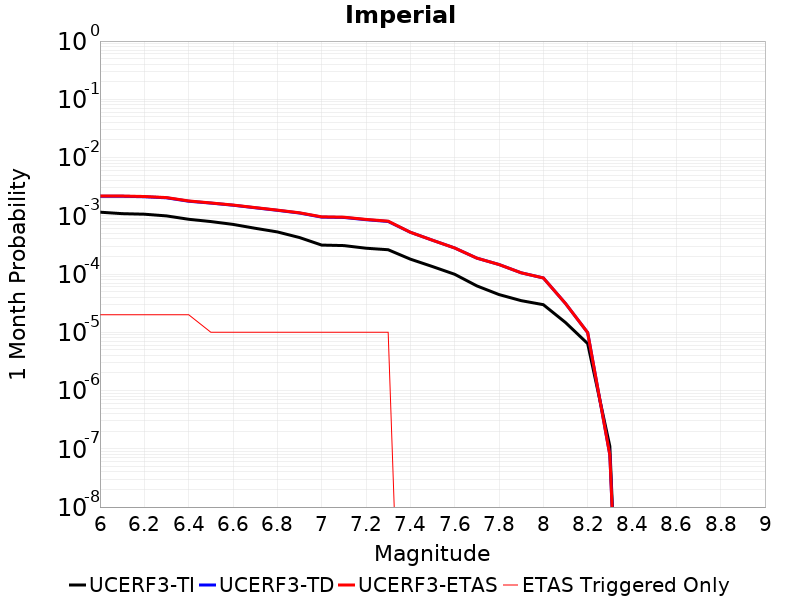 Imperial
10^0
10^-1
10^-2
10^-3
10^-4
10^-5
10^-6
10^-7
10^-8
1 Month Probability
6 6.2 6.4 6.6 6.8 7 7.2 7.4 7.6 7.8 8 8.2 8.4 8.6 8.8 9
Magnitude
UCERF3-TI UCERF3-TD UCERF3-ETAS ETAS Triggered Only